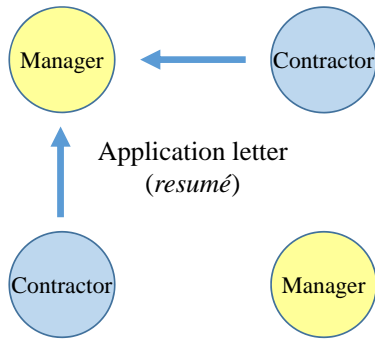 Manager
Contractor
Application letter
(resumé)
Contractor
Manager